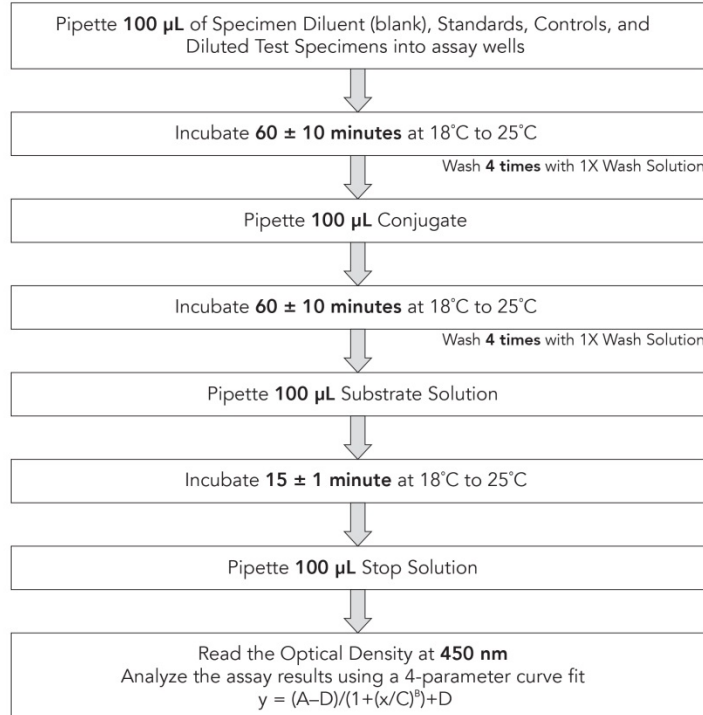 Pipette 100 µL of Specimen Diluent (blank), Standards, Controls, and
Diluted Test Specimens into assay wells
Incubate 60 ± 10 minutes at 18˚C to 25˚C
Wash 4 times with 1X Wash Solution
Pipette 100 µL Conjugate
Incubate 60 ± 10 minutes at 18˚C to 25˚C
Wash 4 times with 1X Wash Solution
Pipette 100 µL Substrate Solution
Incubate 15 ± 1 minute at 18˚C to 25˚C
Pipette 100 µL Stop Solution
Read the Optical Density at 450 nm
Analyze the assay results using a 4-parameter curve fit
y = (A–D)/(1+(x/C)ᴮ)+D